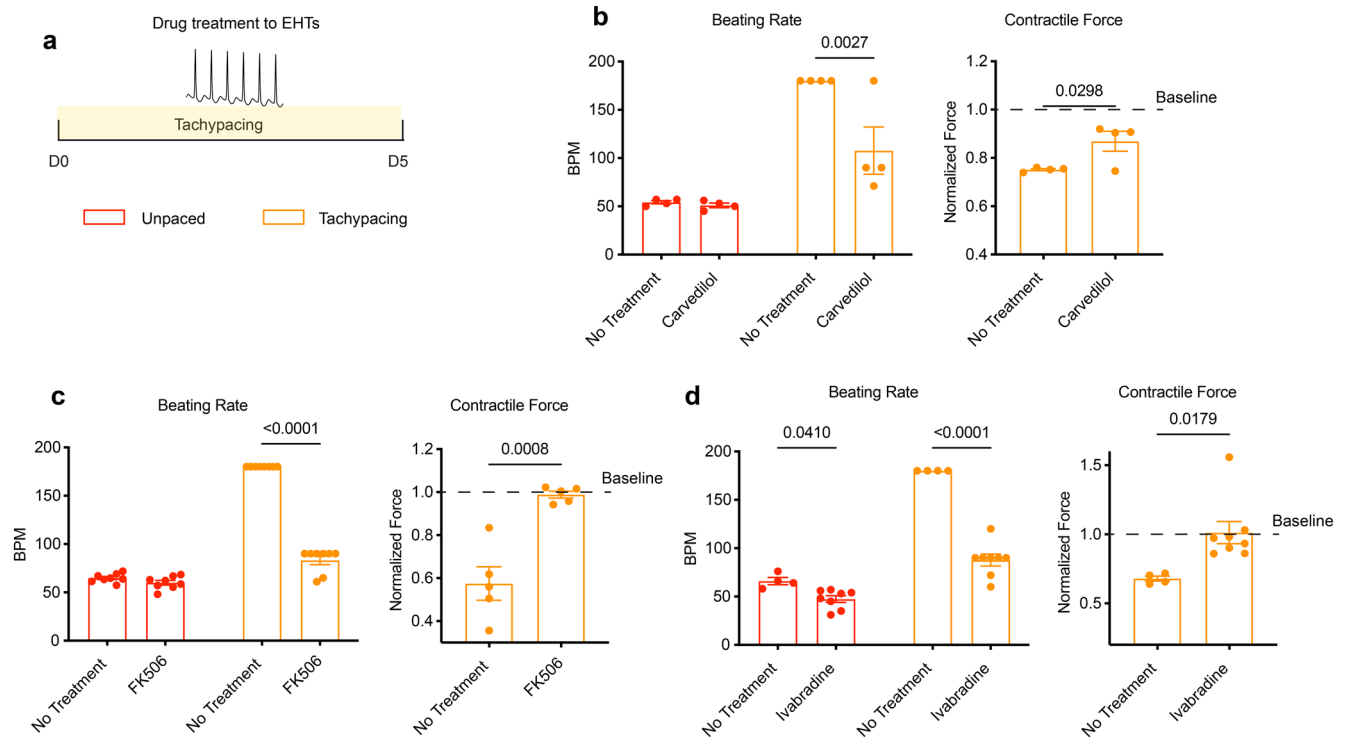 Drug treatment to EHTs
a
Tachypacing
D0
D5
Unpaced
Tachypacing
b
Beating Rate
0.0027
200
150
100
50
0
BPM
No Treatment
Carvedilol
No Treatment
Carvedilol
Contractile Force
1.2
1.0
0.8
0.6
0.4
Normalized Force
0.0298
Baseline
No Treatment
Carvedilol
c
Beating Rate
<0.0001
200
150
100
50
0
BPM
No Treatment
FK506
No Treatment
FK506
Contractile Force
0.0008
1.2
1.0
0.8
0.6
0.4
Normalized Force
Baseline
No Treatment
FK506
d
Beating Rate
0.0410
<0.0001
200
150
100
50
0
BPM
No Treatment
Ivabradine
No Treatment
Ivabradine
Contractile Force
0.0179
1.5
1.0
0.5
Normalized Force
Baseline
No Treatment
Ivabradine